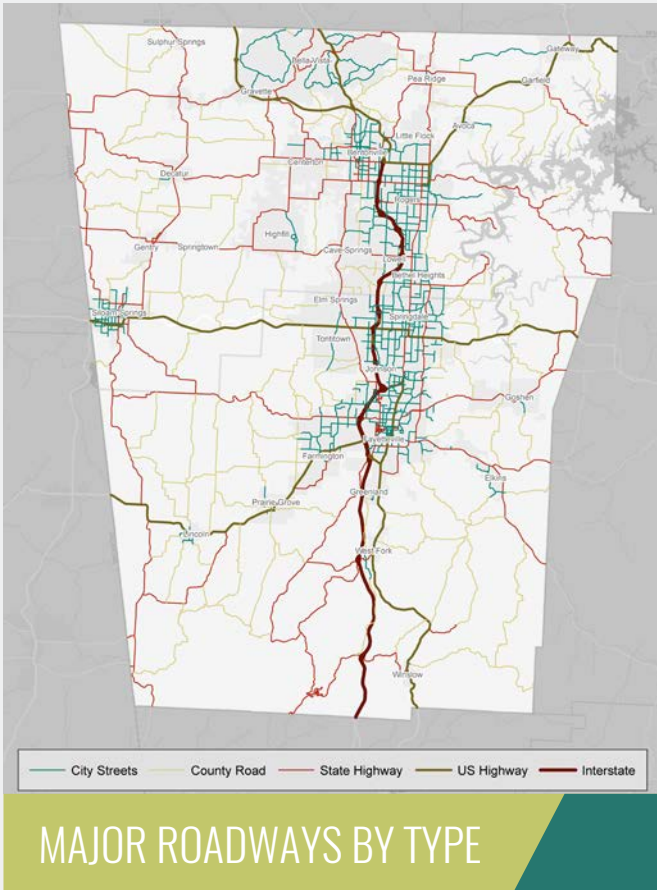 Sulphur Springs
Gateway
Bella Vista
Pea Ridge
Garfield
Gravette
Avoca
Little Flock
Bentonville
Centerton
Decatur
Rogers
Highfill
Gentry
Springtown
Cave Springs
Lowell
Bethel Heights
Elm Springs
Siloam Springs
Springdale
Tontitown
Johnson
Goshen
Fayetteville
Farmington
Elkins
Greenland
Prairie Grove
Lincoln
West Fork
Winslow
City Streets County Road State Highway US Highway Interstate
MAJOR ROADWAYS BY TYPE